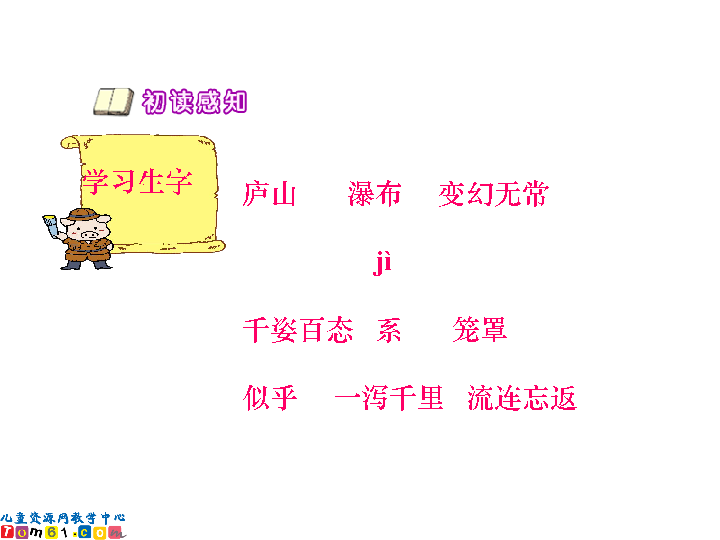 初读感知
学习生字
庐山 瀑布 变幻无常
jì
千姿百态 系 笼罩
似乎 一泻千里 流连忘返
儿童资源网教学中心
Tom61.com